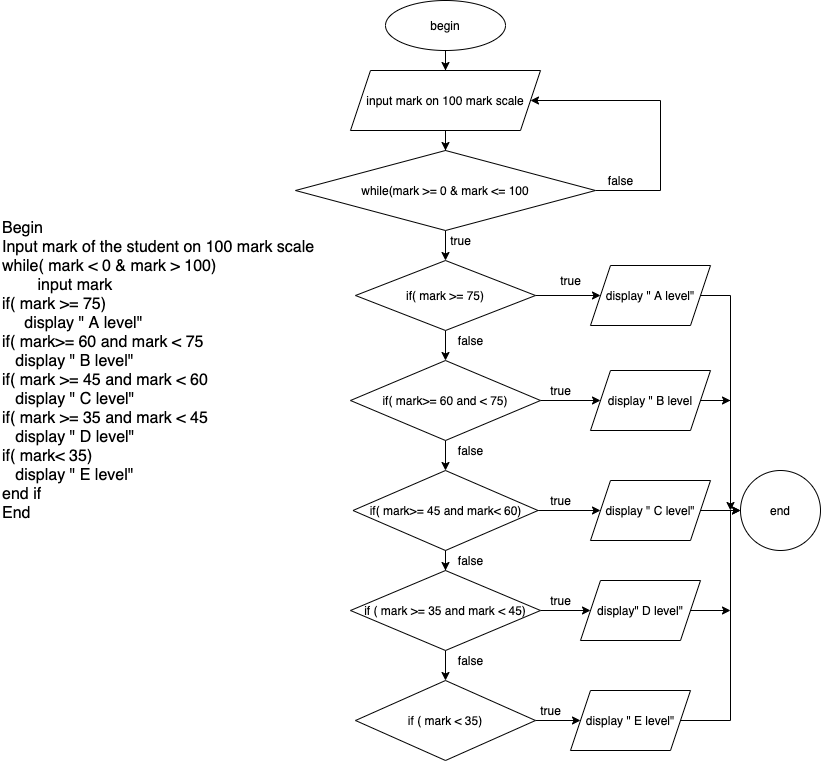 begin
input mark on 100 mark scale
while(mark >= 0 & mark <= 100
false
true
Begin
Input mark of the student on 100 mark scale
while( mark < 0 & mark > 100)
input mark
if( mark >= 75)
display " A level"
if( mark>= 60 and mark < 75
display " B level"
if( mark >= 45 and mark < 60
display " C level"
if( mark >= 35 and mark < 45
display " D level"
if( mark< 35)
display " E level"
end if
End
if( mark >= 75)
true
display " A level"
false
if( mark>= 60 and < 75)
true
display " B level
false
if( mark>= 45 and mark< 60)
true
display " C level"
end
false
if ( mark >= 35 and mark < 45)
true
display" D level"
false
if ( mark < 35)
true
display " E level"